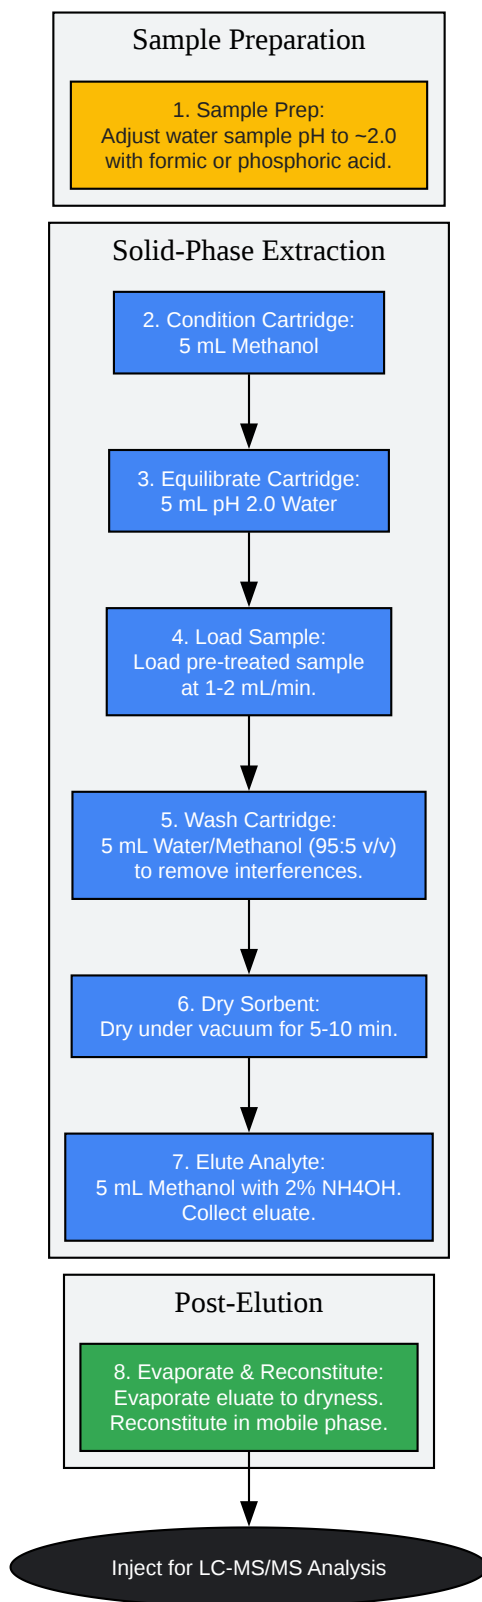 Sample Preparation
1. Sample Prep:
Adjust water sample pH to ~2.0
with formic or phosphoric acid.
Solid-Phase Extraction
2. Condition Cartridge:
5 mL Methanol
3. Equilibrate Cartridge:
5 mL pH 2.0 Water
4. Load Sample:
Load pre-treated sample
at 1-2 mL/min.
5. Wash Cartridge:
5 mL Water/Methanol (95:5 v/v)
to remove interferences.
6. Dry Sorbent:
Dry under vacuum for 5-10 min.
7. Elute Analyte:
5 mL Methanol with 2% NH4OH.
Collect eluate.
Post-Elution
8. Evaporate & Reconstitute:
Evaporate eluate to dryness.
Reconstitute in mobile phase.
Inject for LC-MS/MS Analysis